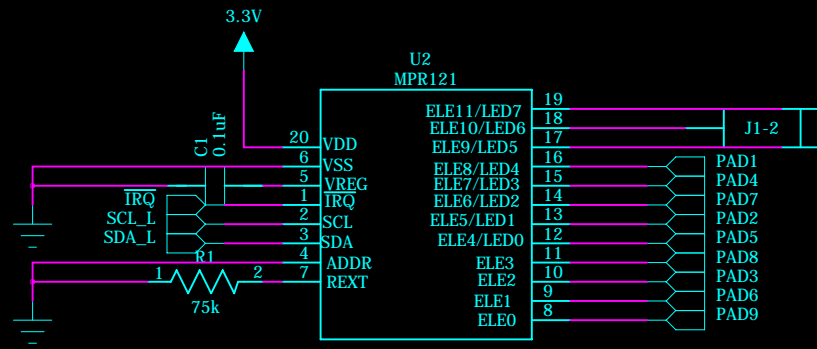 3.3V
U2
MPR121
C1
0.1uF
20 VDD
6 VSS
5 VREG
1 IRQ
2 SCL
3 SDA
4 ADDR
7 REXT
IRQ
SCL_L
SDA_L
R1
1 2
75k
ELE11/LED7 19
ELE10/LED6 18
ELE9/LED5 17
ELE8/LED4 16
ELE7/LED3 15
ELE6/LED2 14
ELE5/LED1 13
ELE4/LED0 12
ELE3 11
ELE2 10
ELE1 9
ELE0 8
J1-2
PAD1
PAD4
PAD7
PAD2
PAD5
PAD8
PAD3
PAD6
PAD9